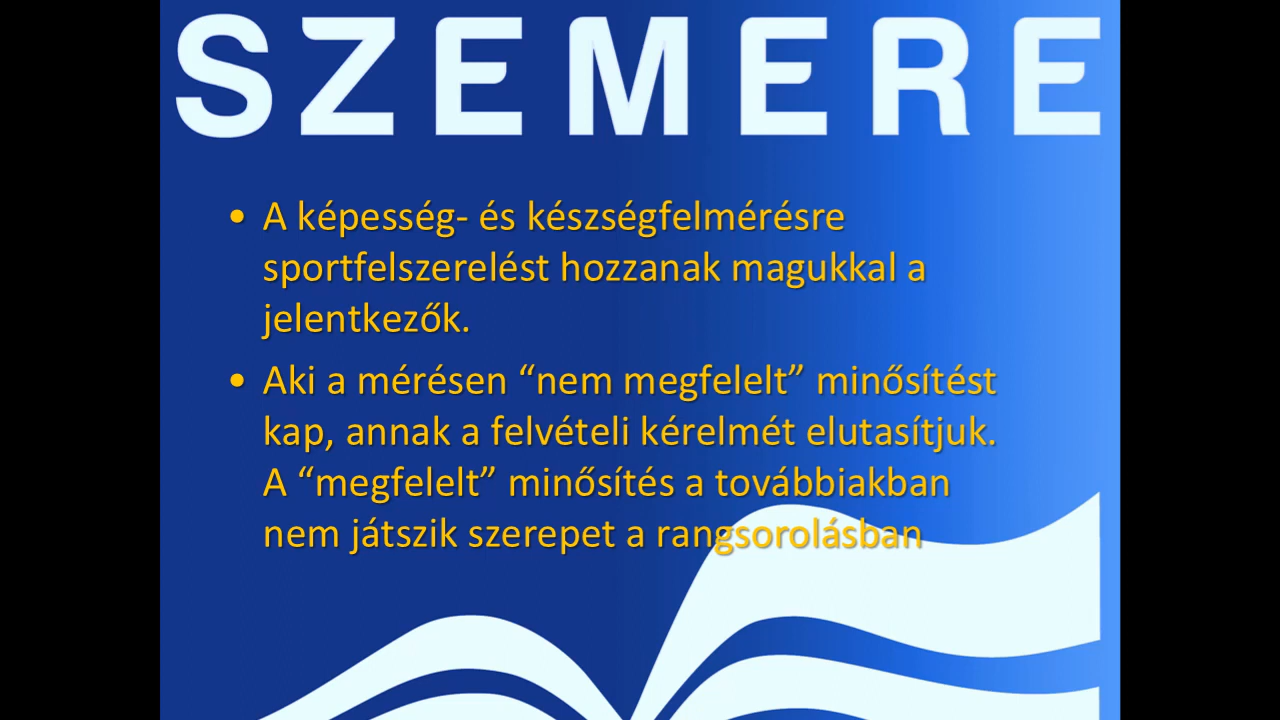 SZEMERE
• A képesség- és készségfelmérésre
sportfelszerelést hozzanak magukkal a
jelentkezők.
• Aki a mérésen “nem megfelelt” minősítést
kap, annak a felvételi kérelmét elutasítjuk.
A “megfelelt” minősítés a továbbiakban
nem játszik szerepet a rangsorolásban